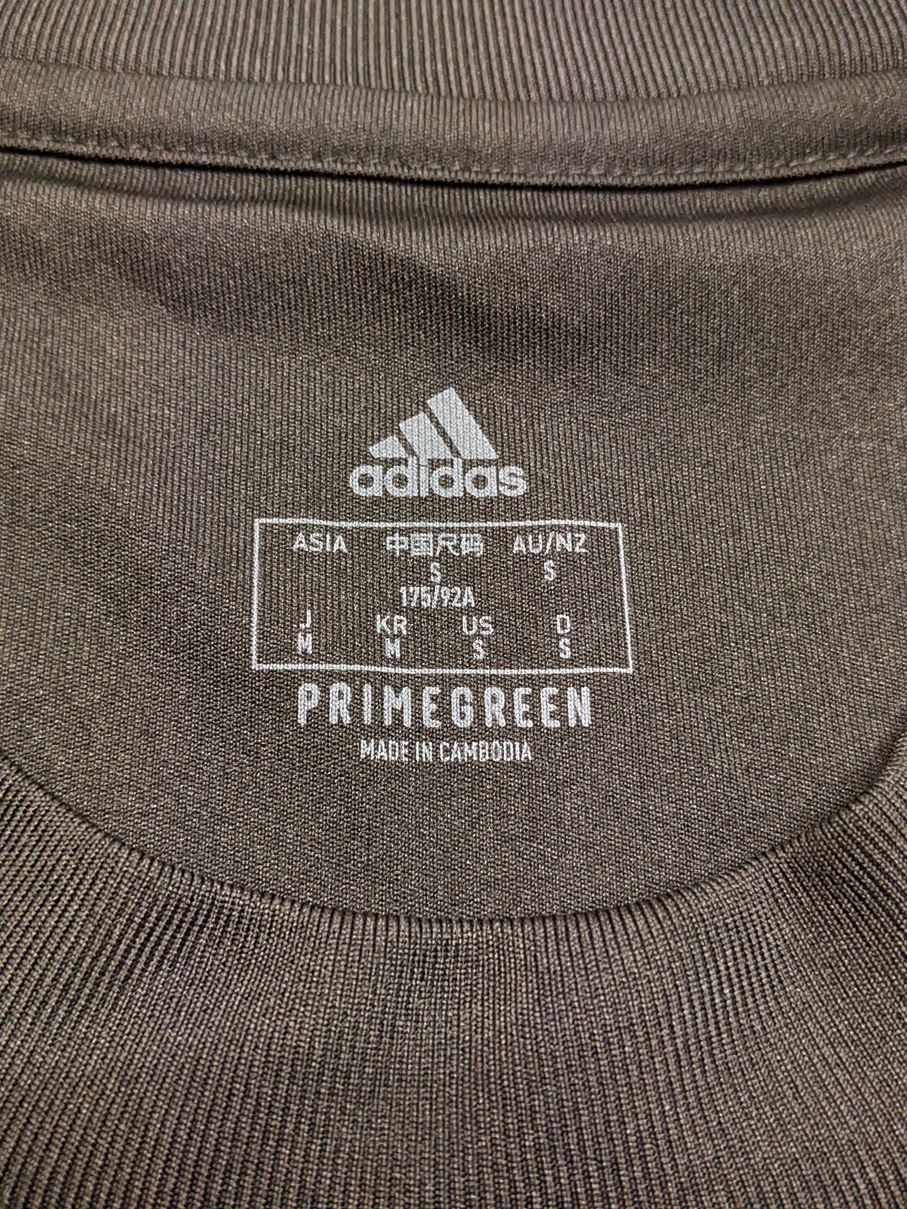 adidas
ASIA 中国尺码 AU/NZ
S S
175/92A
J KR US D
M M S S
PRIMEGREEN
MADE IN CAMBODIA